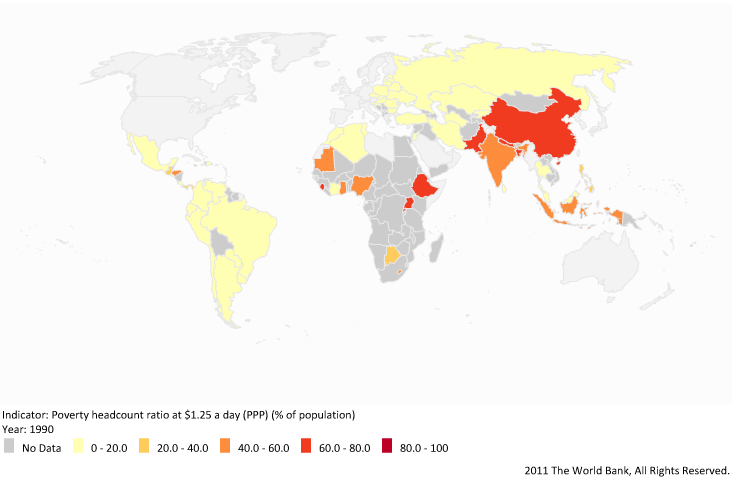 Indicator: Poverty headcount ratio at $1.25 a day (PPP) (% of population)
Year: 1990
No Data 0 - 20.0 20.0 - 40.0 40.0 - 60.0 60.0 - 80.0 80.0 - 100
2011 The World Bank, All Rights Reserved.